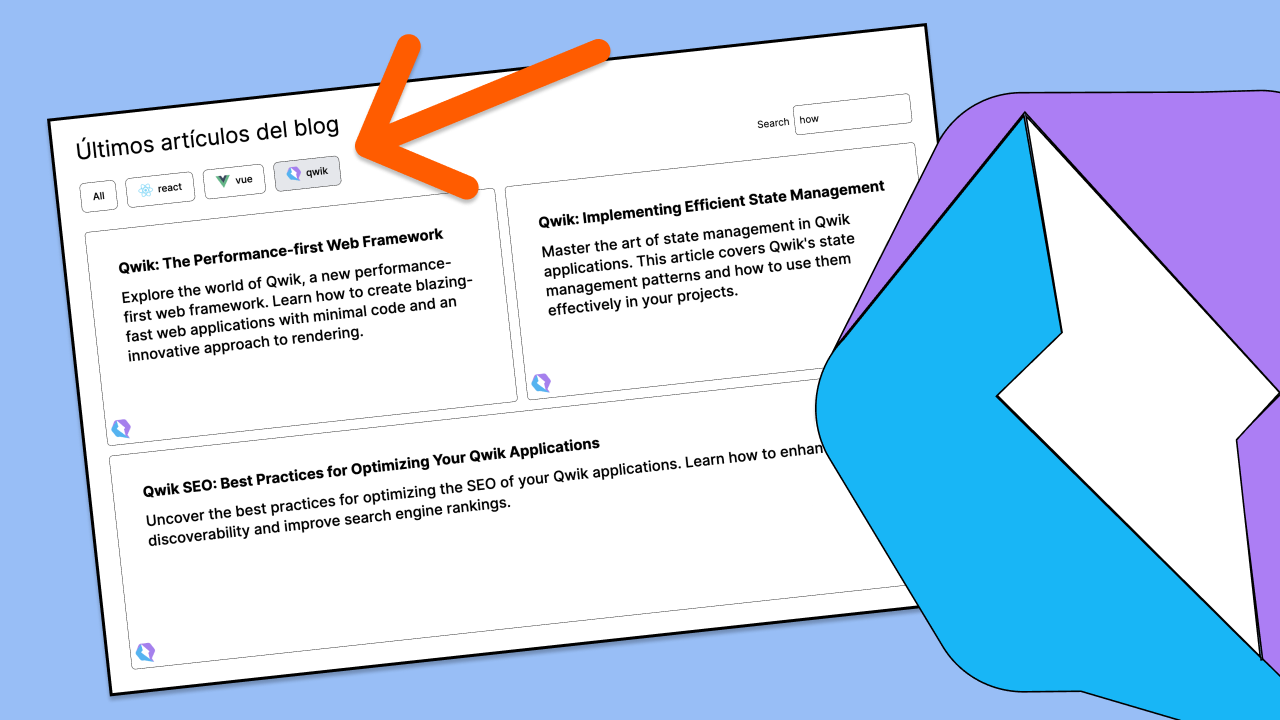 Últimos artículos del blog
Search how
All react vue qwik
Qwik: The Performance-first Web Framework
Explore the world of Qwik, a new performance-
first web framework. Learn how to create blazing-
fast web applications with minimal code and an
innovative approach to rendering.
Qwik: Implementing Efficient State Management
Master the art of state management in Qwik
applications. This article covers Qwik's state
management patterns and how to use them
effectively in your projects.
Qwik SEO: Best Practices for Optimizing Your Qwik Applications
Uncover the best practices for optimizing the SEO of your Qwik applications. Learn how to
discoverability and improve search engine rankings.